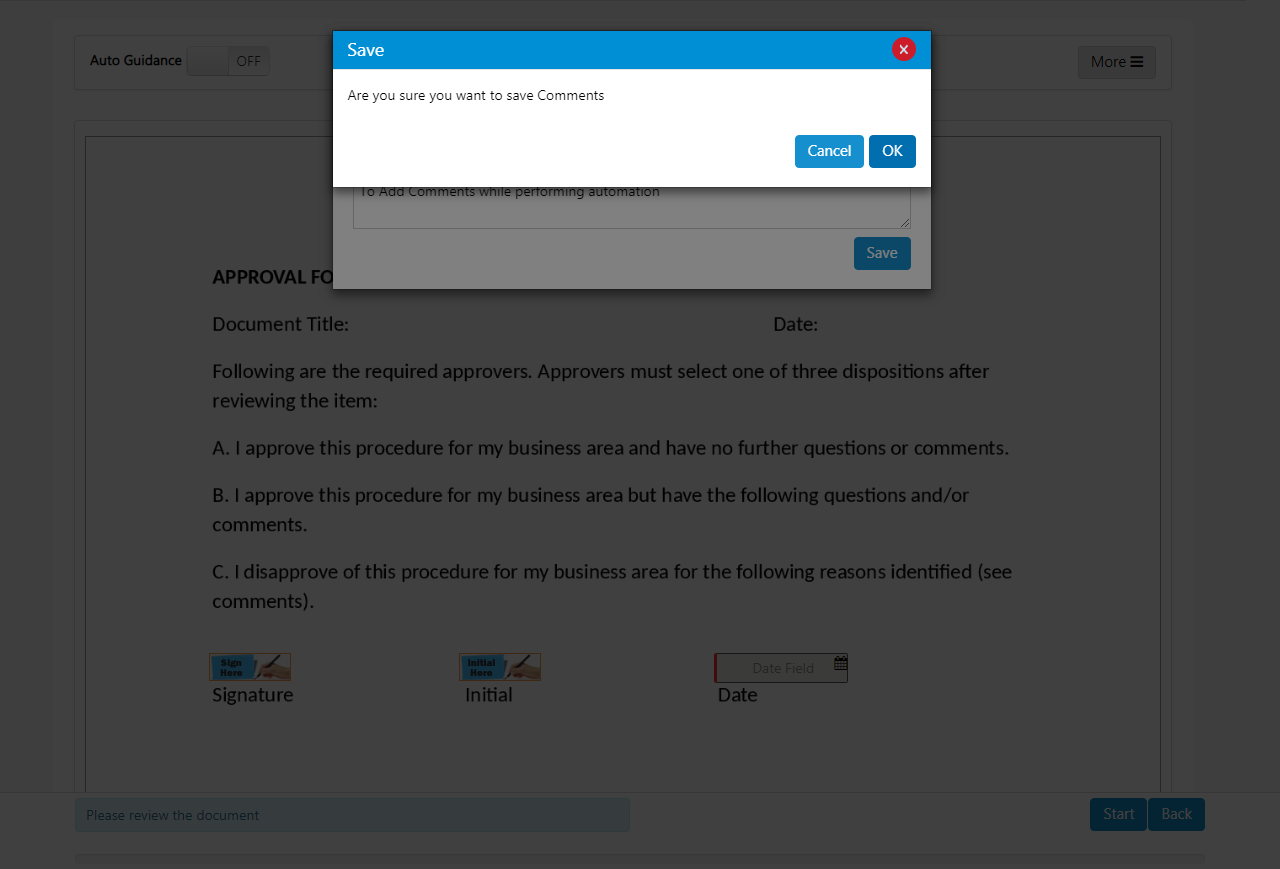 Save
Are you sure you want to save Comments
Cancel OK
Auto Guidance OFF
More
To Add Comments while performing automation
Save
APPROVAL FO
Document Title: Date:
Following are the required approvers. Approvers must select one of three dispositions after
reviewing the item:
A. I approve this procedure for my business area and have no further questions or comments.
B. I approve this procedure for my business area but have the following questions and/or
comments.
C. I disapprove of this procedure for my business area for the following reasons identified (see
comments).
Sign Here
Initial Here
Date Field
Signature Initial Date
Please review the document
Start Back